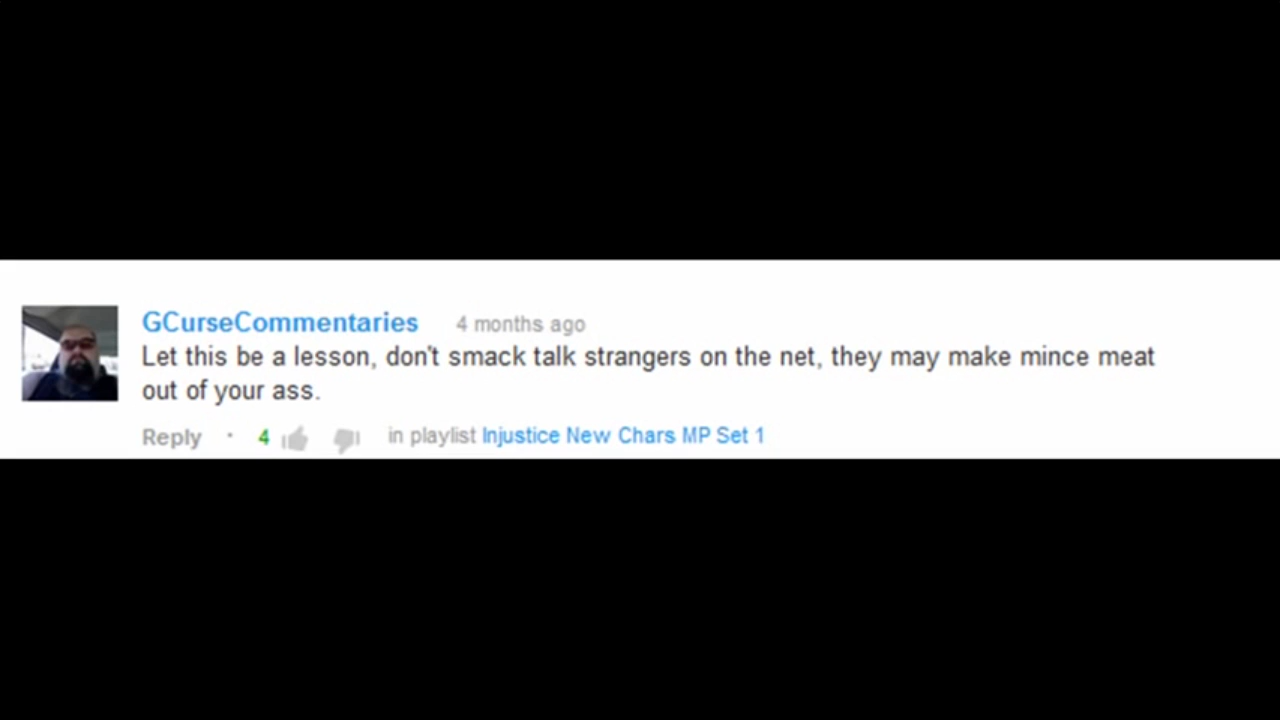 GCurseCommentaries 4 months ago
Let this be a lesson, don't smack talk strangers on the net, they may make mince meat
out of your ass.
Reply · 4 in playlist Injustice New Chars MP Set 1